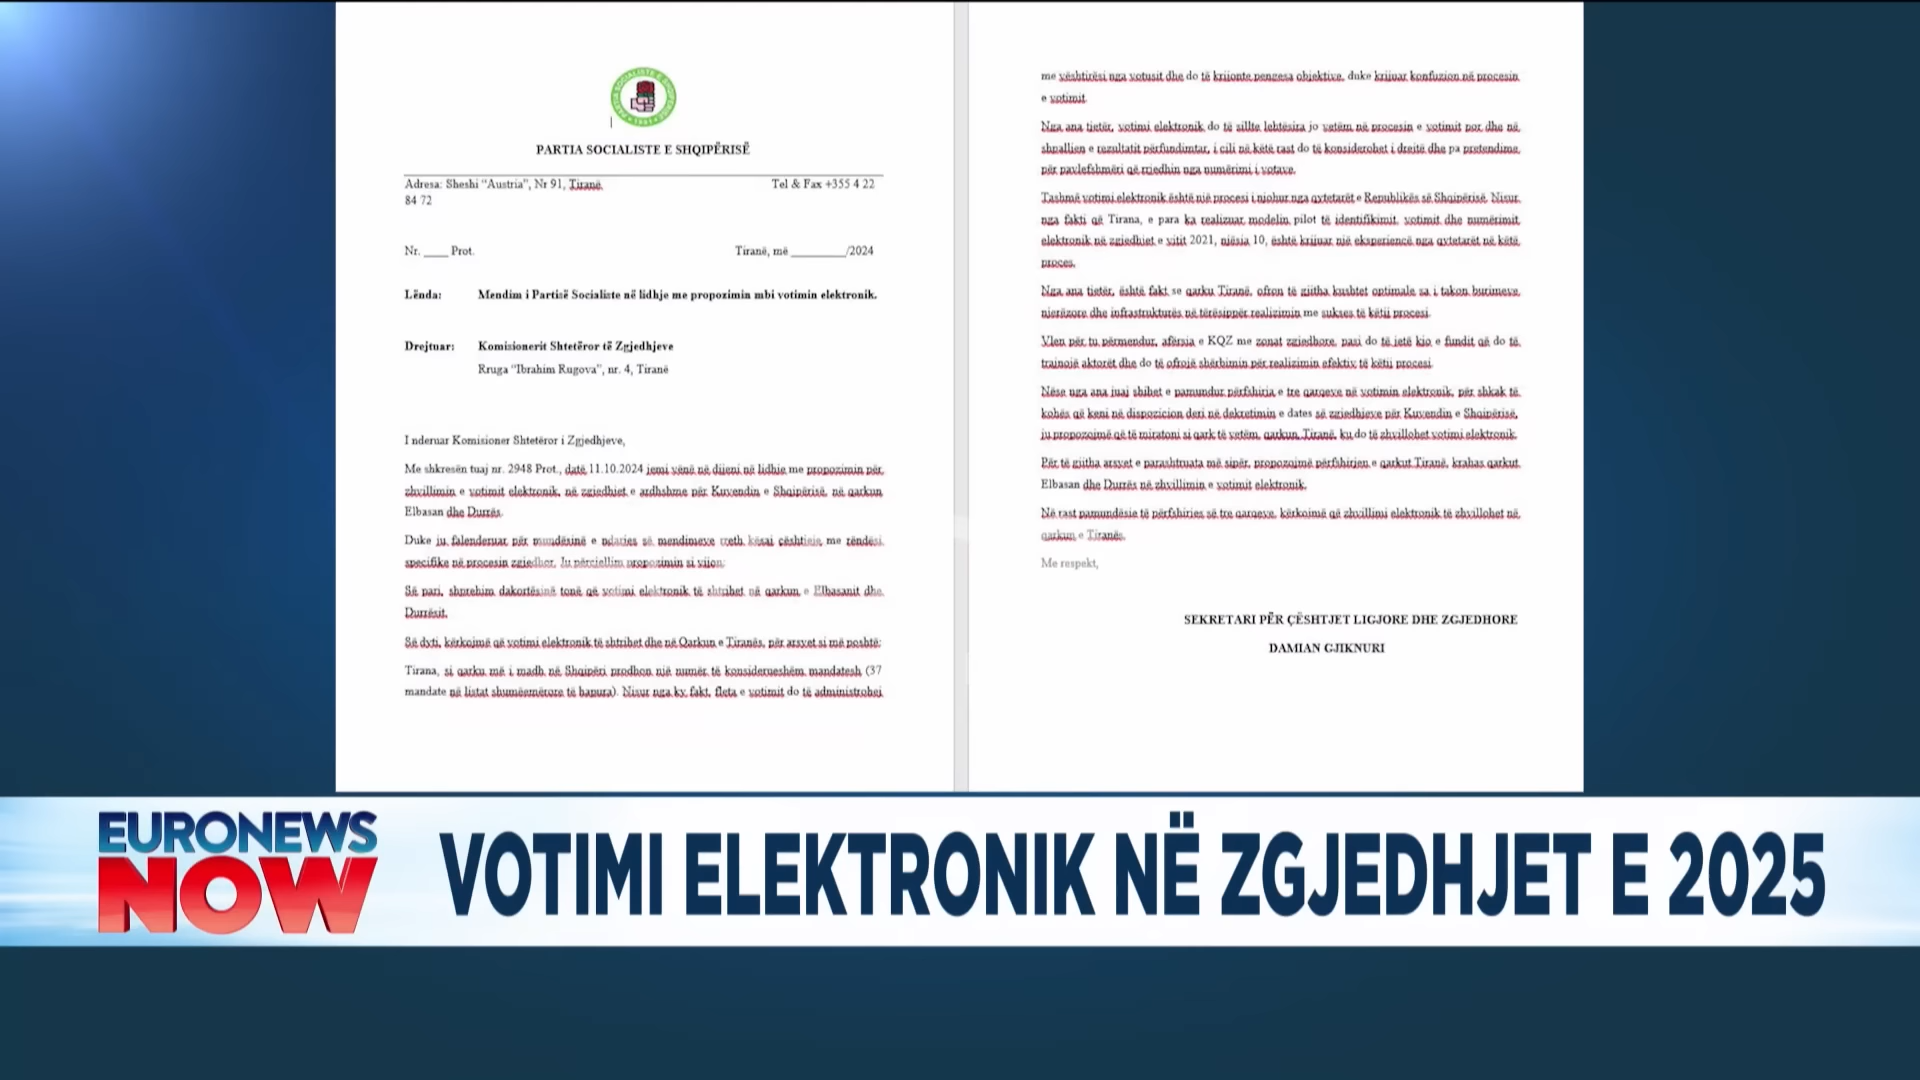 PARTIA SOCIALISTE E SHQIPËRISË
Adresa: Sheshi “Austria”, Nr 91, Tiranë. Tel & Fax +355 4 22
84 72
Nr. ____ Prot. Tiranë, më _________/2024
Lënda: Mendim i Partisë Socialiste në lidhje me propozimin mbi votimin elektronik.
Drejtuar: Komisionerit Shtetëror të Zgjedhjeve
Rruga “Ibrahim Rugova”, nr. 4, Tiranë
I nderuar Komisioner Shtetëror i Zgjedhjeve,
Me shkresën tuaj nr. 2948 Prot., datë 11.10.2024 jemi vënë në dijeni në lidhje me propozimin për
zhvillimin e votimit elektronik, në zgjedhjet e ardhshme për Kuvendin e Shqipërisë, në qarkun
Elbasan dhe Durrës.
Duke ju falenderuar për mundësinë e ndarjes së mendimeve rreth kësaj çështjeje, me rëndësi
specifike në procesin zgjedhor, Ju përcjellim propozimin si vijon:
Së pari, shprehim dakortësinë tonë që votimi elektronik të shtrihet në qarkun e Elbasanit dhe
Durrësit.
Së dyti, kërkojmë që votimi elektronik të shtrihet dhe në Qarkun e Tiranës, për arsyet si më poshtë:
Tirana, si qarku më i madh në Shqipëri prodhon një numër të konsiderueshëm mandatesh (37
mandate në listat shumëemërore të hapura). Nisur nga ky fakt, fleta e votimit do të administrohej
me vështirësi nga votusit dhe do të krijonte pengesa objektive, duke krijuar konfuzion në procesin
e votimit.
Nga ana tjetër, votimi elektronik do të sillte lehtësira jo vetëm në procesin e votimit por dhe në
shpalljen e rezultatit përfundimtar, i cili në këtë rast do të konsiderohet i drejtë dhe pa pretendime
për pavlefshmëri që rrjedhin nga numërimi i votave.
Tashmë votimi elektronik është një procesi i njohur nga qytetarët e Republikës së Shqipërisë. Nisur
nga fakti që Tirana, e para ka realizuar modelin pilot të identifikimit, votimit dhe numërimit
elektronik në zgjedhjet e vitit 2021, njësia 10, është krijuar një eksperiencë nga qytetarët në këtë
proces.
Nga ana tjetër, është fakt se qarku Tiranë, ofron të gjitha kushtet optimale sa i takon burimeve
njerëzore dhe infrastrukturës në tërësippër realizimin me sukses të këtij procesi.
Vlen për tu përmendur, afërsia e KQZ me zonat zgjedhore, pasi do të jetë kjo e fundit që do të
trainojë aktorët dhe do të ofrojë shërbimin për realizimin efektiv të këtij procesi.
Nëse nga ana juaj shihet e pamundur përfshirja e tre qarqeve në votimin elektronik, për shkak të
kohës që keni në dispozicion deri në dekretimin e dates së zgjedhjeve për Kuvendin e Shqipërisë,
ju propozojmë që të miratoni si qark të vetëm, qarkun Tiranë, ku do të zhvillohet votimi elektronik.
Për të gjitha arsyet e parashtruata më sipër, propozojmë përfshirjen e qarkut Tiranë, krahas qarkut
Elbasan dhe Durrës në zhvillimin e votimit elektronik.
Në rast pamundësie të përfshirjes së tre qarqeve, kërkojmë që zhvillimi elektronik të zhvillohet në
qarkun e Tiranës.
Me respekt,
SEKRETARI PËR ÇËSHTJET LIGJORE DHE ZGJEDHORE
DAMIAN GJIKNURI
EURONEWS
NOW
VOTIMI ELEKTRONIK NË ZGJEDHJET E 2025